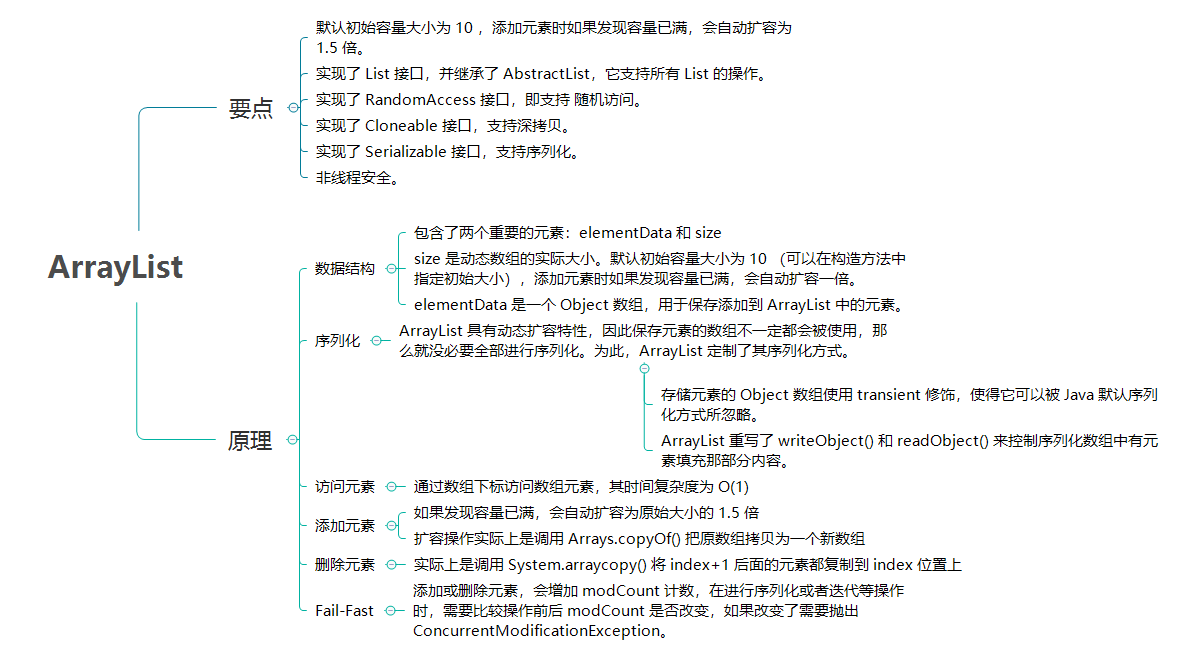 ArrayList
要点
默认初始容量大小为 10 ，添加元素时如果发现容量已满，会自动扩容为
1.5 倍。
实现了 List 接口，并继承了 AbstractList，它支持所有 List 的操作。
实现了 RandomAccess 接口，即支持 随机访问。
实现了 Cloneable 接口，支持深拷贝。
实现了 Serializable 接口，支持序列化。
非线程安全。
原理
数据结构
包含了两个重要的元素：elementData 和 size
size 是动态数组的实际大小。默认初始容量大小为 10 （可以在构造方法中
指定初始大小），添加元素时如果发现容量已满，会自动扩容一倍。
elementData 是一个 Object 数组，用于保存添加到 ArrayList 中的元素。
序列化
ArrayList 具有动态扩容特性，因此保存元素的数组不一定都会被使用，那
么就没必要全部进行序列化。为此，ArrayList 定制了其序列化方式。
存储元素的 Object 数组使用 transient 修饰，使得它可以被 Java 默认序列
化方式所忽略。
ArrayList 重写了 writeObject() 和 readObject() 来控制序列化数组中有元
素填充那部分内容。
访问元素
通过数组下标访问数组元素，其时间复杂度为 O(1)
添加元素
如果发现容量已满，会自动扩容为原始大小的 1.5 倍
扩容操作实际上是调用 Arrays.copyOf() 把原数组拷贝为一个新数组
删除元素
实际上是调用 System.arraycopy() 将 index+1 后面的元素都复制到 index 位置上
Fail-Fast
添加或删除元素，会增加 modCount 计数，在进行序列化或者迭代等操作
时，需要比较操作前后 modCount 是否改变，如果改变了需要抛出
ConcurrentModificationException。